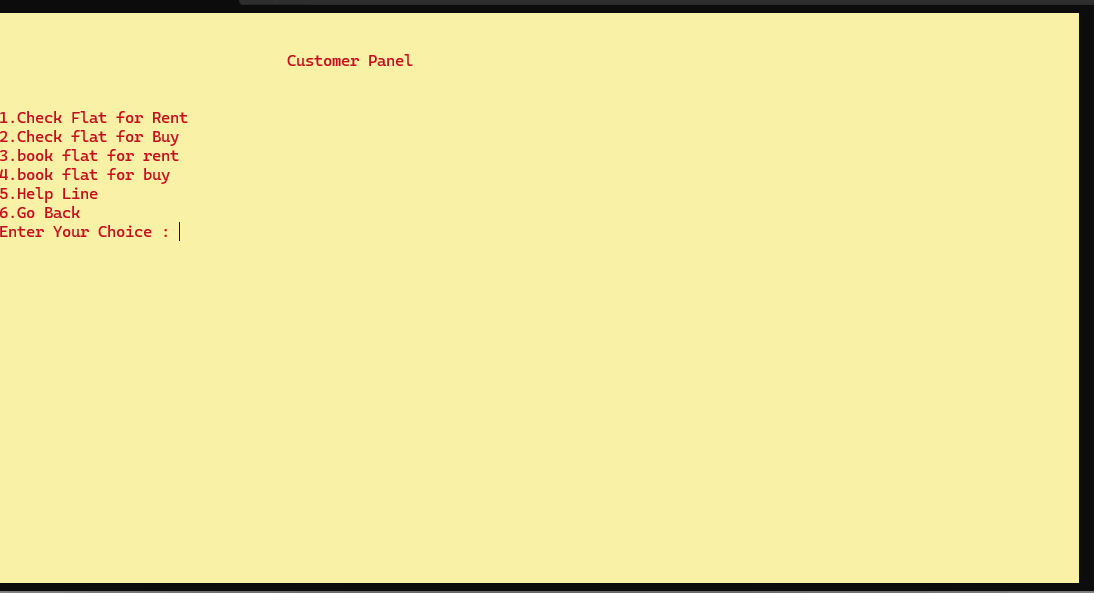 Customer Panel
1.Check Flat for Rent
2.Check flat for Buy
3.book flat for rent
4.book flat for buy
5.Help Line
6.Go Back
Enter Your Choice :